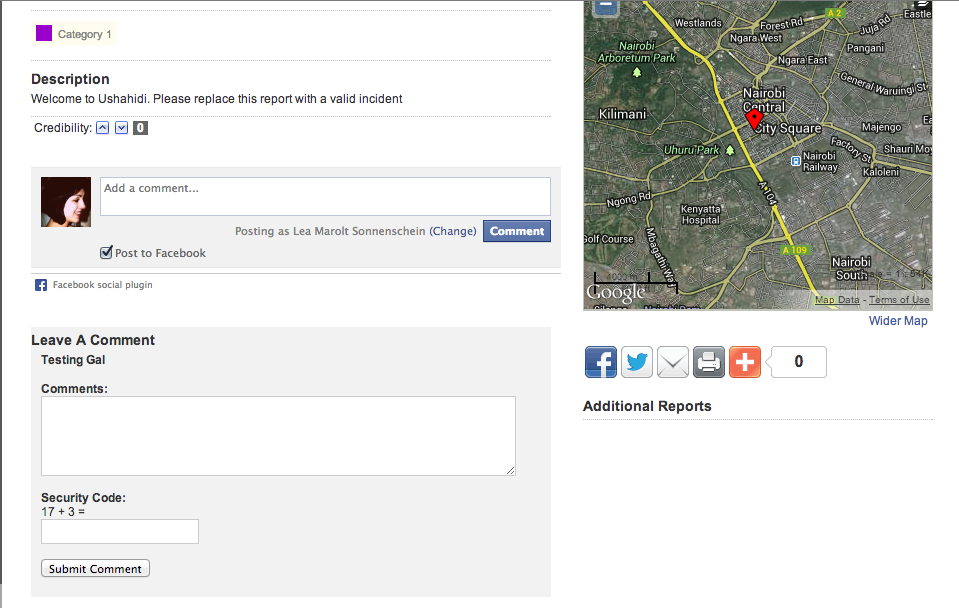 Category 1
Description
Welcome to Ushahidi. Please replace this report with a valid incident
Credibility: 0
Add a comment...
Posting as Lea Marolt Sonnenschein (Change) Comment
Post to Facebook
Facebook social plugin
Leave A Comment
Testing Gal
Comments:
Security Code:
17 + 3 =
Submit Comment
A 2
Westlands
Forest Rd
Juja Rd
Ngara West
Nairobi
Arboretum Park
Pangani
Ngara East
General Waruingi St
Nairobi
Central
Kilimani
City Square
Majengo
Factory St
Shauri Moy
Uhuru Park
Nairobi
Railway
Kaloleni
A 104
Ngong Rd
Kenyatta
Hospital
Mbagathi Way
Golf Course
A 109
Nairobi
South
Google
Map Data - Terms of Use
Wider Map
0
Additional Reports